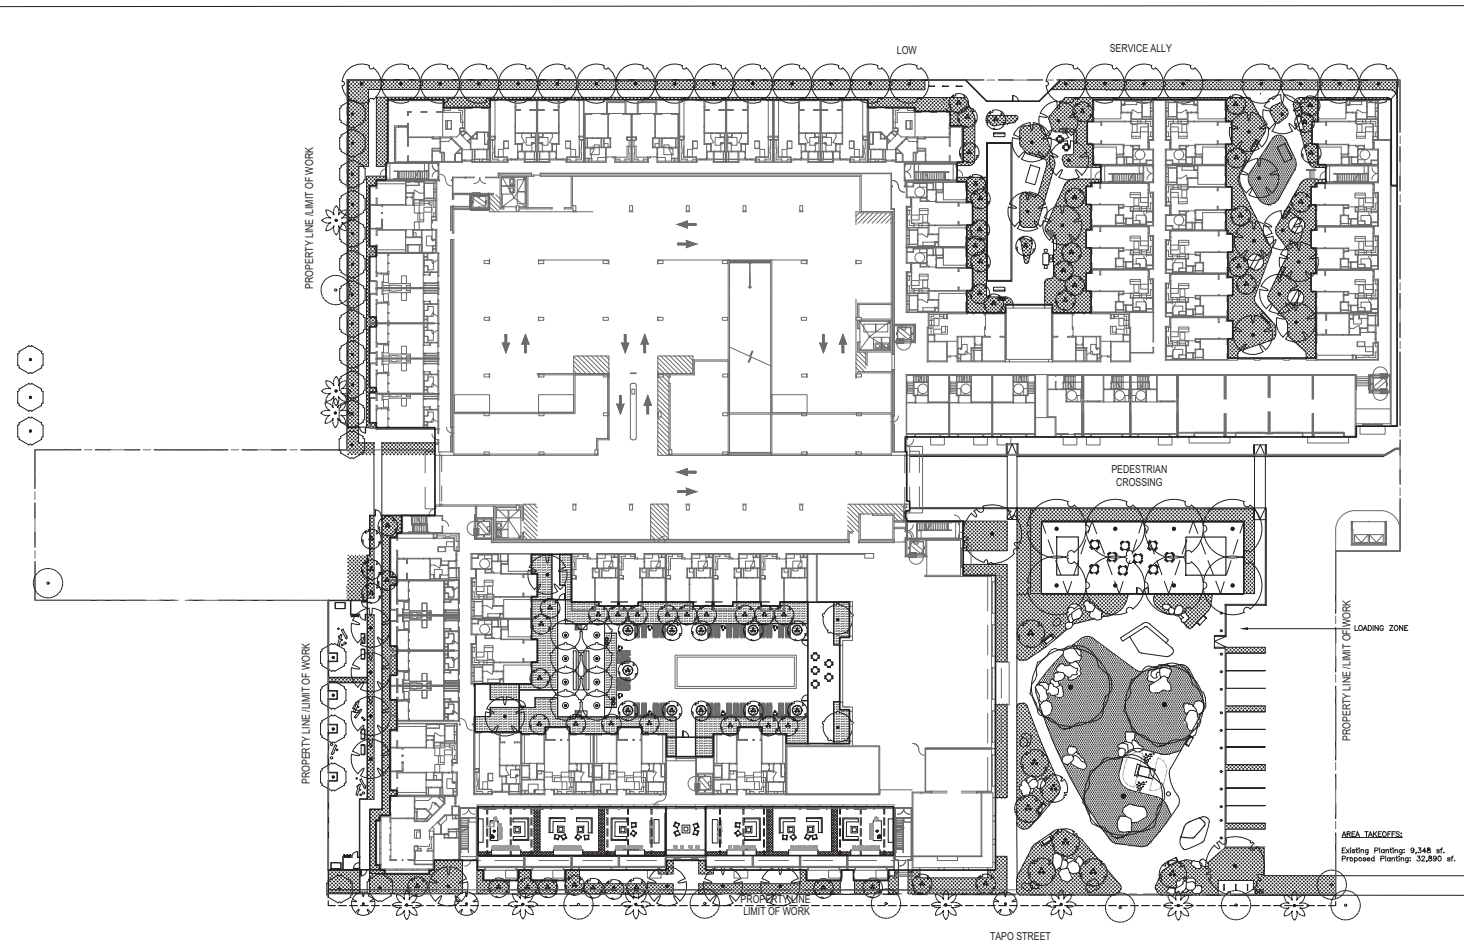 LOW
SERVICE ALLY
PROPERTY LINE /LIMIT OF WORK
PEDESTRIAN
CROSSING
PROPERTY LINE /LIMIT OF WORK
LOADING ZONE
PROPERTY LINE /LIMIT OF WORK
AREA TAKEOFFS:
Existing Planting: 9,348 sf.
Proposed Planting: 32,890 sf.
PROPERTY LINE
LIMIT OF WORK
TAPO STREET